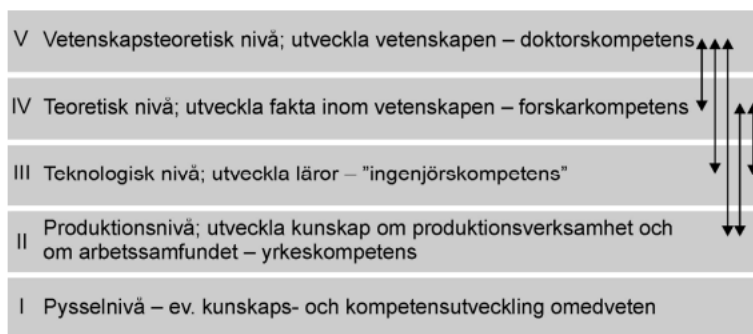 V Vetenskapsteoretisk nivå; utveckla vetenskapen – doktorskompetens
IV Teoretisk nivå; utveckla fakta inom vetenskapen – forskarkompetens
III Teknologisk nivå; utveckla läror – ”ingenjörskompetens”
II Produktionsnivå; utveckla kunskap om produktionsverksamhet och
om arbetssamfundet – yrkeskompetens
I Pysselnivå – ev. kunskaps- och kompetensutveckling omedveten